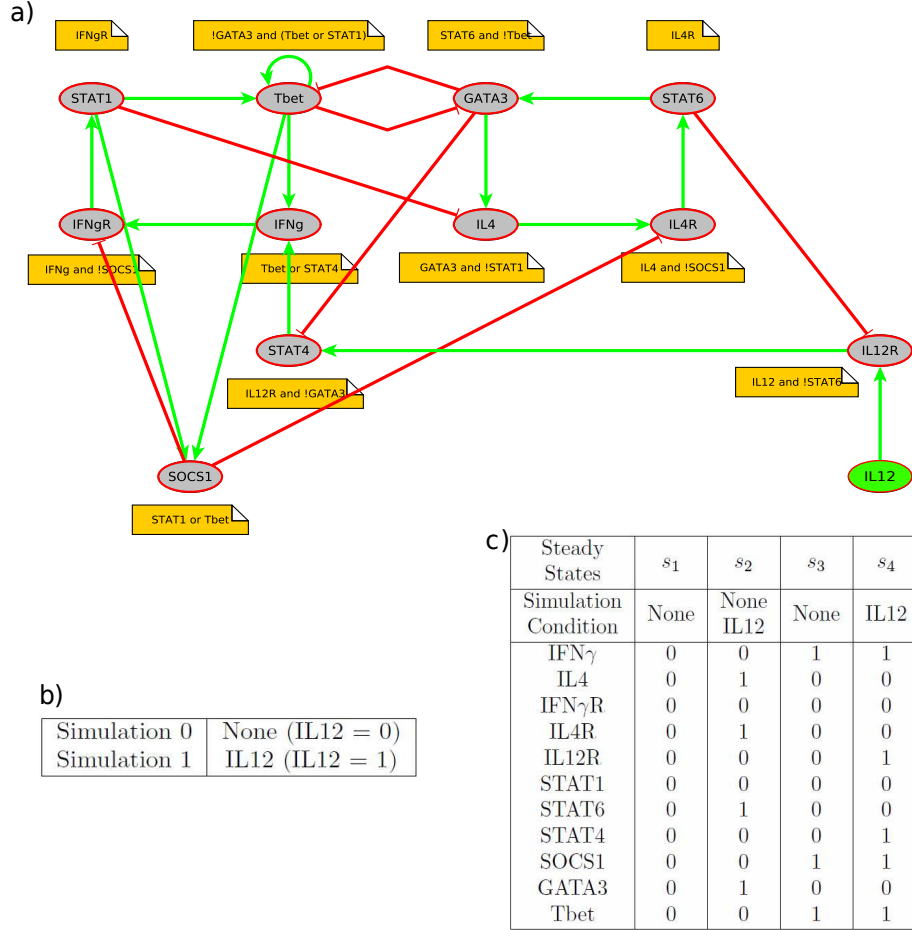 a)
IFNgR
!GATA3 and (Tbet or STAT1)
STAT6 and !Tbet
IL4R
STAT1
Tbet
GATA3
STAT6
IFNgR
IFNg
IL4
IL4R
IFNg and !SOCS1
Tbet or STAT4
GATA3 and !STAT1
IL4 and !SOCS1
STAT4
IL12R
IL12R and !GATA3
IL12 and !STAT6
SOCS1
IL12
STAT1 or Tbet
b)
Simulation 0 None (IL12 = 0)
Simulation 1 IL12 (IL12 = 1)
c)
Steady States s1 s2 s3 s4
Simulation Condition None None IL12 None IL12
IFNγ 0 0 1 1
IL4 0 1 0 0
IFNγR 0 0 0 0
IL4R 0 1 0 0
IL12R 0 0 0 1
STAT1 0 0 0 0
STAT6 0 1 0 0
STAT4 0 0 0 1
SOCS1 0 0 1 1
GATA3 0 1 0 0
Tbet 0 0 1 1